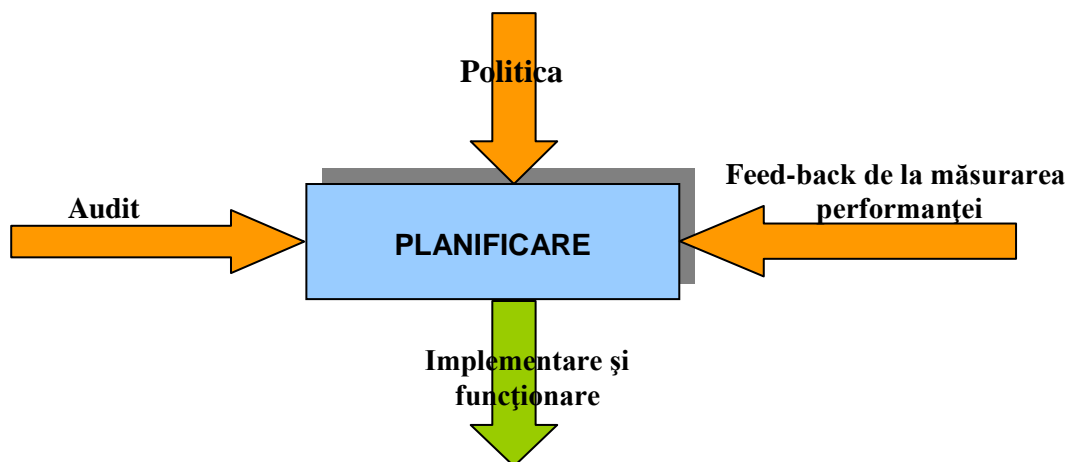 Politica
Feed-back de la măsurarea
performanţei
Audit
PLANIFICARE
Implementare şi
funcţionare